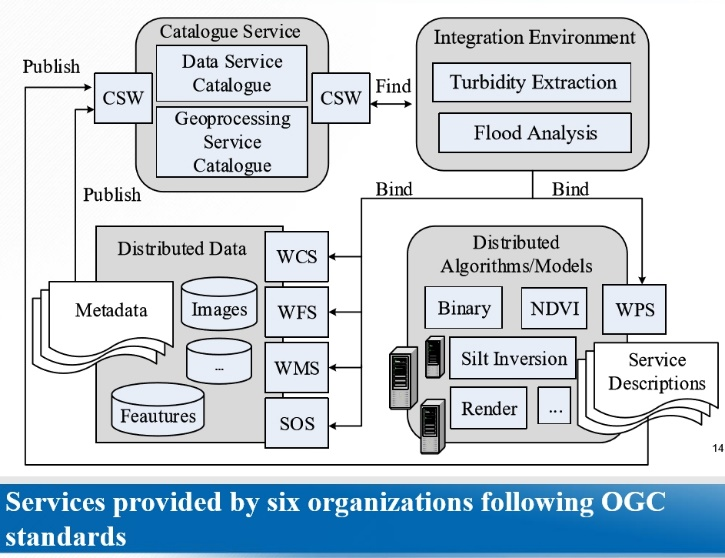 Catalogue Service
Integration Environment
Publish
CSW
Data Service
Catalogue
Geoprocessing
Service
Catalogue
CSW
Find
Turbidity Extraction
Flood Analysis
Publish
Bind
Bind
Distributed Data
WCS
Distributed
Algorithms/Models
Metadata
Images
WFS
Binary
NDVI
WPS
...
WMS
Silt Inversion
Service
Descriptions
Feautures
SOS
Render
...
14
Services provided by six organizations following OGC
standards